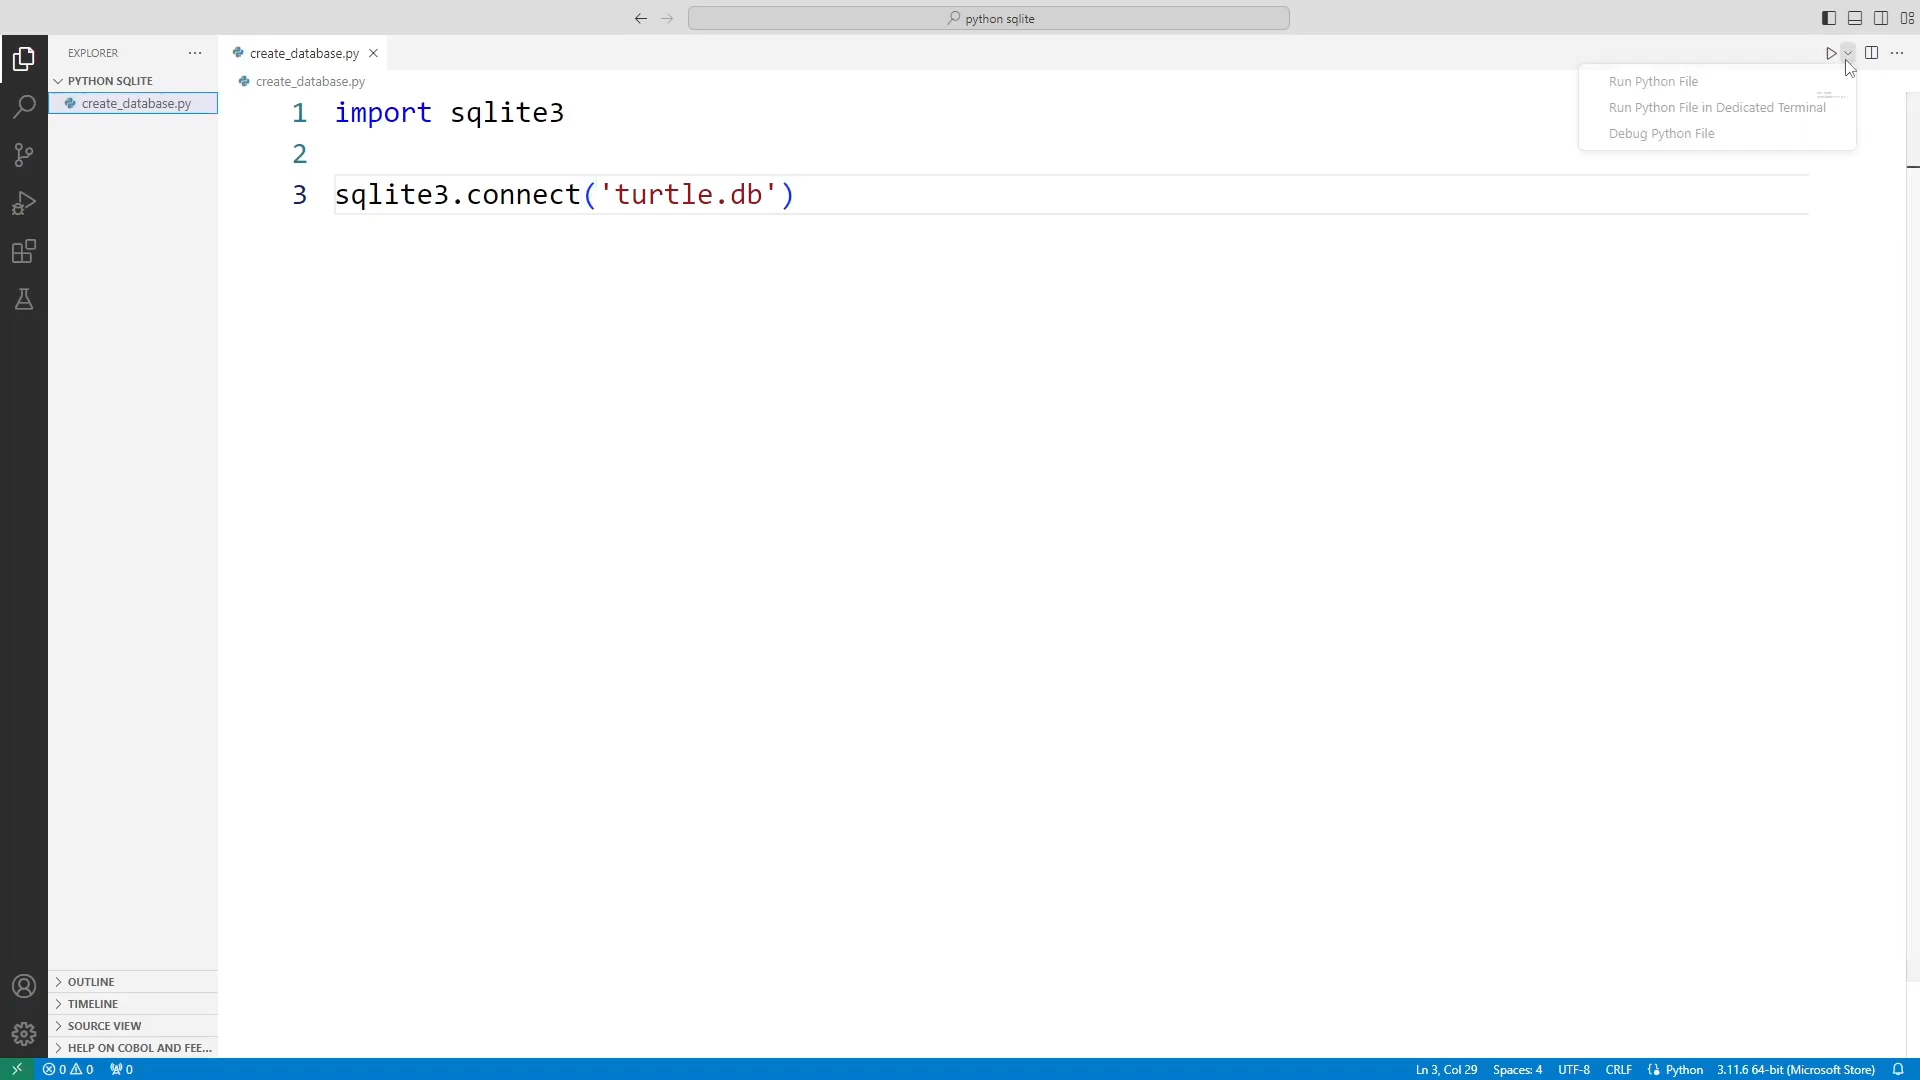 python sqlite
EXPLORER
PYTHON SQLITE
create_database.py
OUTLINE
TIMELINE
SOURCE VIEW
HELP ON COBOL AND FEE...
create_database.py
create_database.py
1 import sqlite3
2
3 sqlite3.connect('turtle.db')
Run Python File
Run Python File in Dedicated Terminal
Debug Python File
0 0 0
Ln 3, Col 29 Spaces: 4 UTF-8 CRLF Python 3.11.6 64-bit (Microsoft Store)